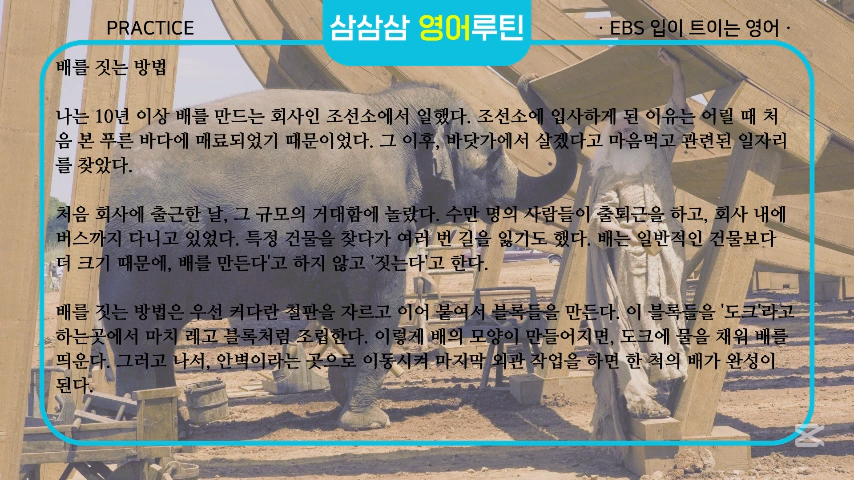 PRACTICE
삼삼삼 영어루틴
· EBS 입이 트이는 영어 ·
배를 짓는 방법
나는 10년 이상 배를 만드는 회사인 조선소에서 일했다. 조선소에 입사하게 된 이유는 어릴 때 처
음 본 푸른 바다에 매료되었기 때문이었다. 그 이후, 바닷가에서 살겠다고 마음먹고 관련된 일자리
를 찾았다.
처음 회사에 출근한 날, 그 규모의 거대함에 놀랐다. 수만 명의 사람들이 출퇴근을 하고, 회사 내에
버스까지 다니고 있었다. 특정 건물을 찾다가 여러 번 길을 잃기도 했다. 배는 일반적인 건물보다
더 크기 때문에, 배를 만든다'고 하지 않고 '짓는다'고 한다.
배를 짓는 방법은 우선 커다란 철판을 자르고 이어 붙여서 블록들을 만든다. 이 블록들을 '도크'라고
하는곳에서 마치 레고 블록처럼 조립한다. 이렇게 배의 모양이 만들어지면, 도크에 물을 채워 배를
띄운다. 그러고 나서, 안벽이라는 곳으로 이동시켜 마지막 외관 작업을 하면 한 척의 배가 완성이
된다.